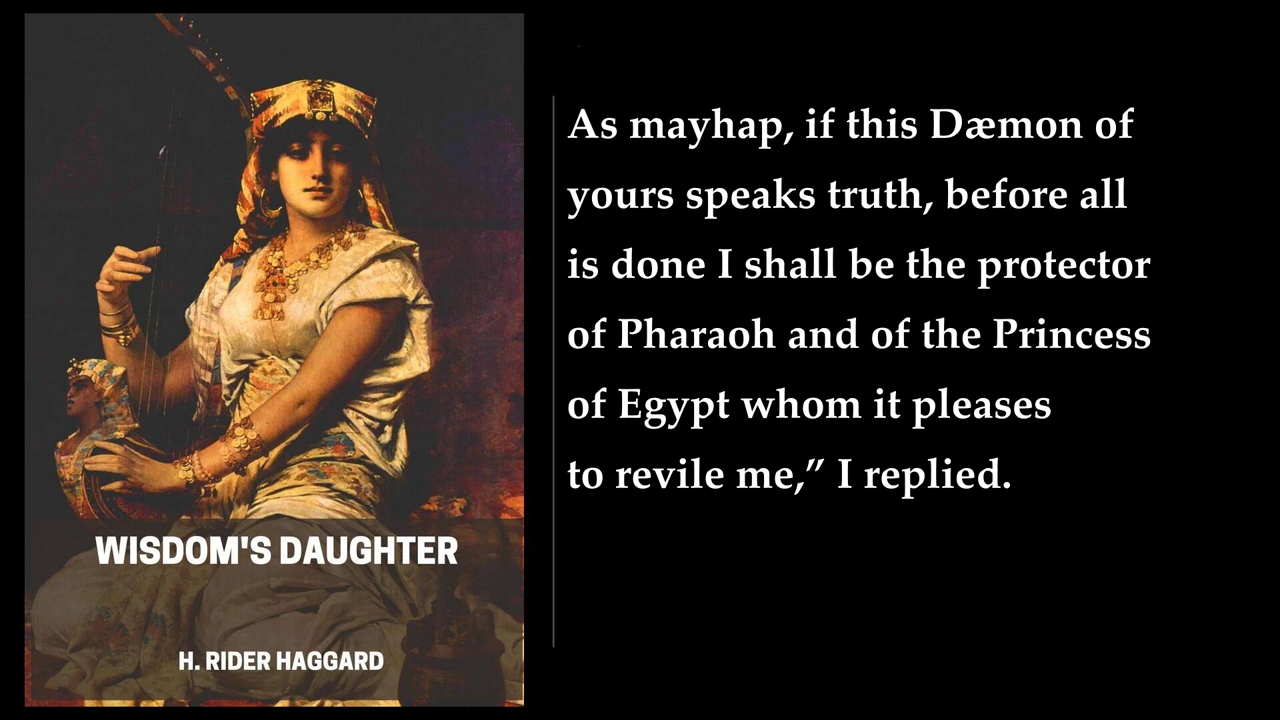 WISDOM'S DAUGHTER
H. RIDER HAGGARD
As mayhap, if this Dæmon of
yours speaks truth, before all
is done I shall be the protector
of Pharaoh and of the Princess
of Egypt whom it pleases
to revile me,” I replied.